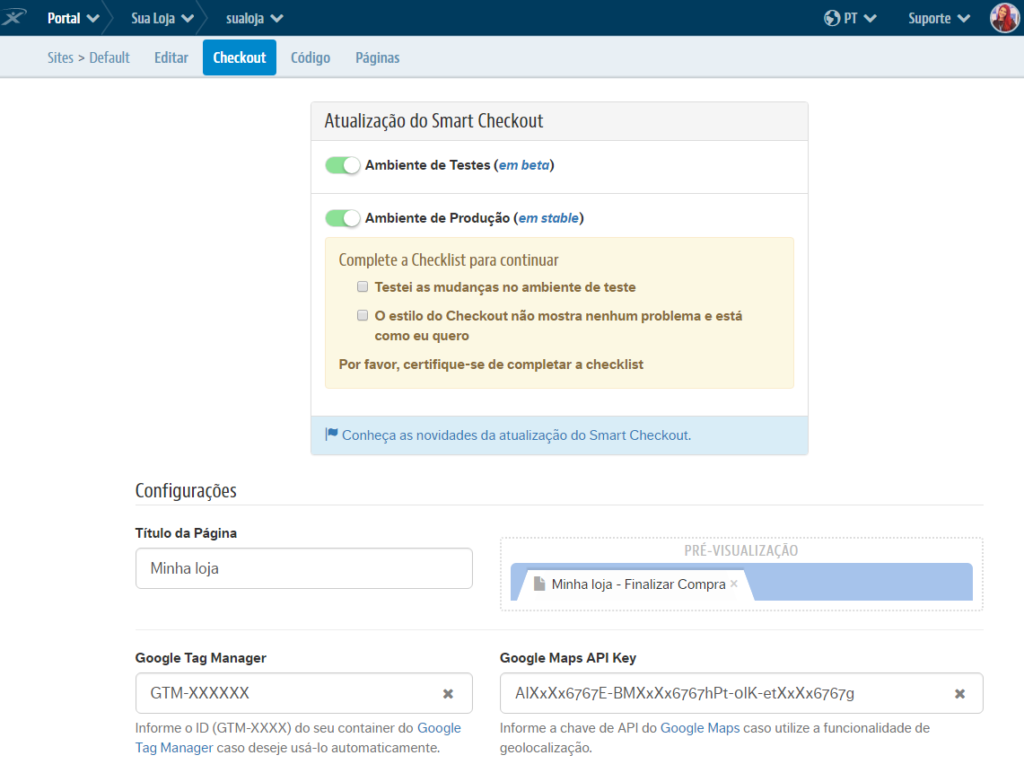 Portal Sua Loja sualoja PT Suporte
Sites > Default Editar Checkout Código Páginas
Atualização do Smart Checkout
Ambiente de Testes (em beta)
Ambiente de Produção (em stable)
Complete a Checklist para continuar
Testei as mudanças no ambiente de teste
O estilo do Checkout não mostra nenhum problema e está
como eu quero
Por favor, certifique-se de completar a checklist
Conheça as novidades da atualização do Smart Checkout.
Configurações
Título da Página
Minha loja
PRÉ-VISUALIZAÇÃO
Minha loja - Finalizar Compra ×
Google Tag Manager
GTM-XXXXXX
Informe o ID (GTM-XXXX) do seu container do Google
Tag Manager caso deseje usá-lo automaticamente.
Google Maps API Key
AIXxXx6767E-BMXxXx6767hPt-oIK-etXxXx6767g
Informe a chave de API do Google Maps caso utilize a funcionalidade de
geolocalização.